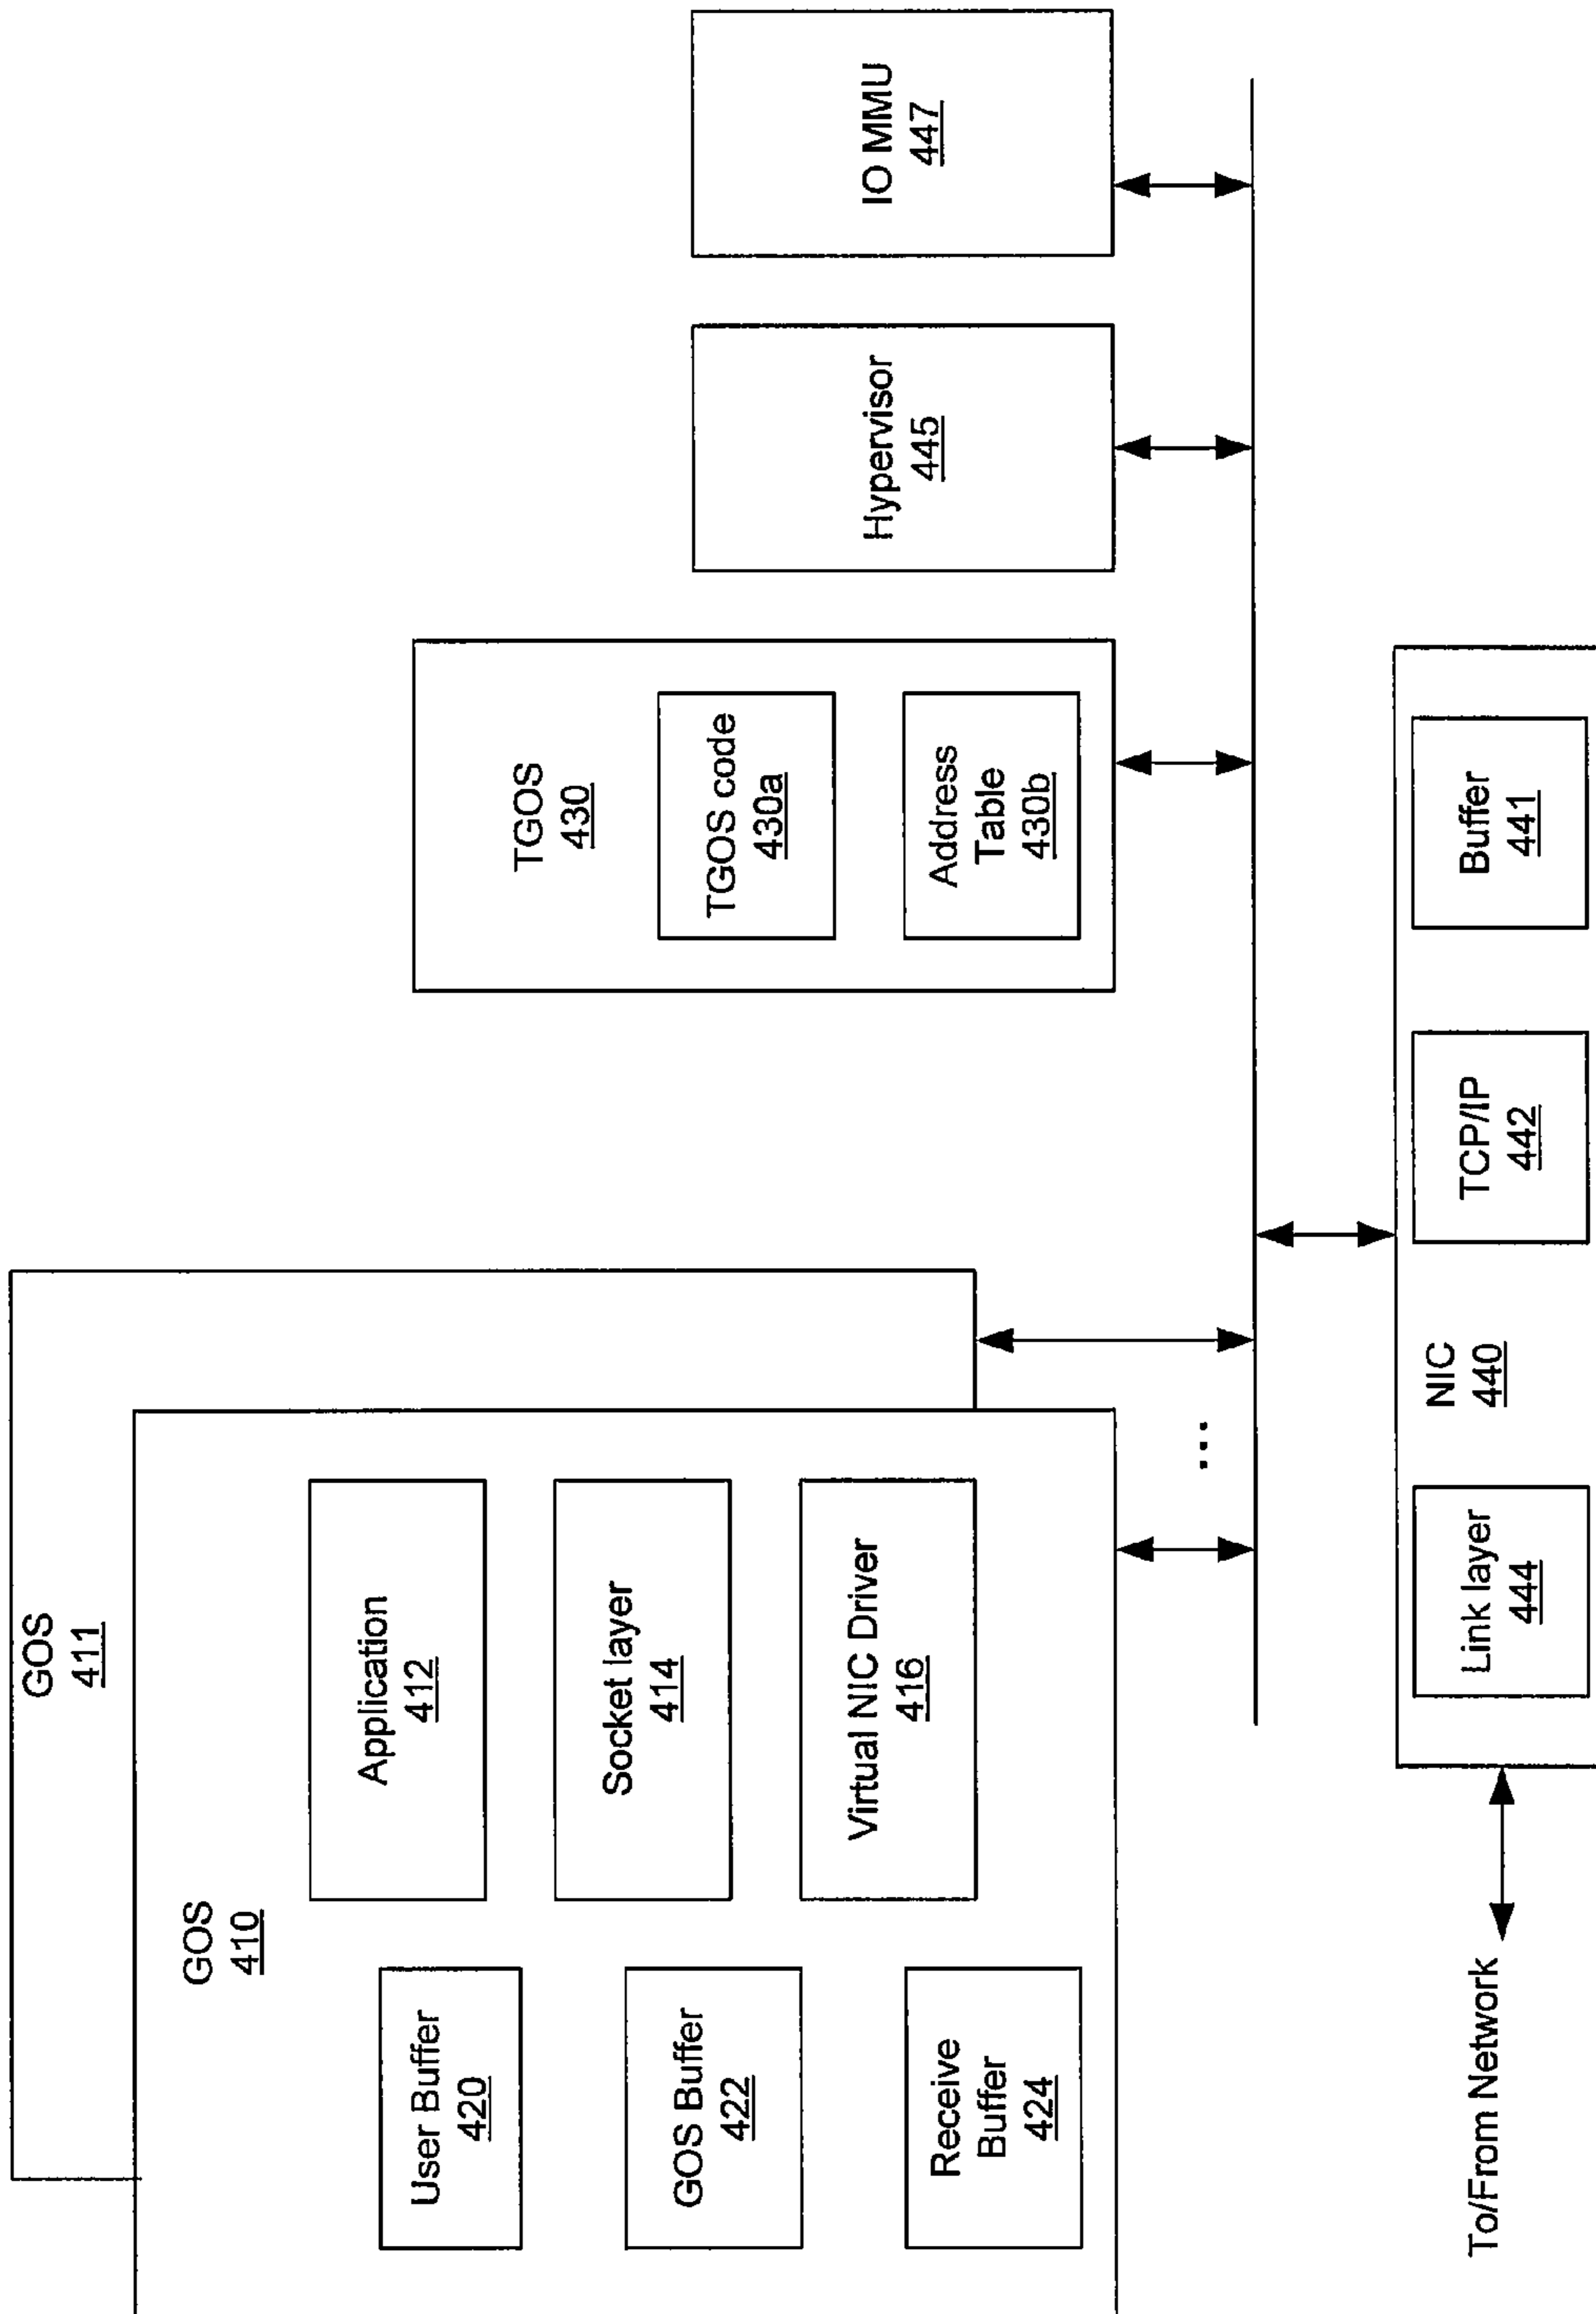 GOS
411
GOS
410
User Buffer
420
Application
412
GOS Buffer
422
Socket layer
414
Receive
Buffer
424
Virtual NIC Driver
416
...
TGOS
430
TGOS code
430a
Address
Table
430b
Hypervisor
445
IO MMU
447
To/From Network
Link layer
444
NIC
440
TCP/IP
442
Buffer
441